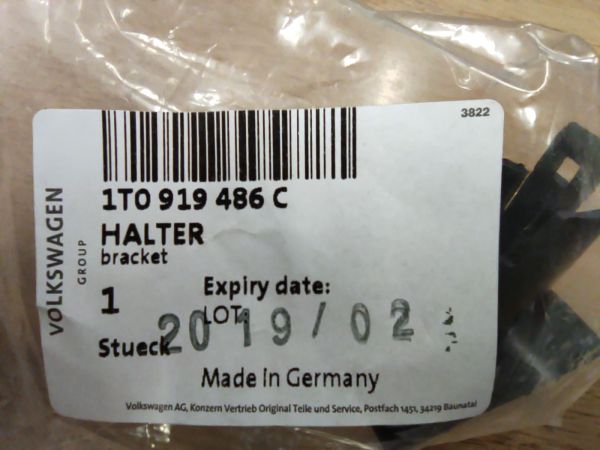 3822
1T0 919 486 C
HALTER
bracket
VOLKSWAGEN
GROUP
1
Expiry date:
LOT
2019/02
Stueck
Made in Germany
Volkswagen AG, Konzern Vertrieb Original Teile und Service, Postfach 1451, 34219 Baunatal